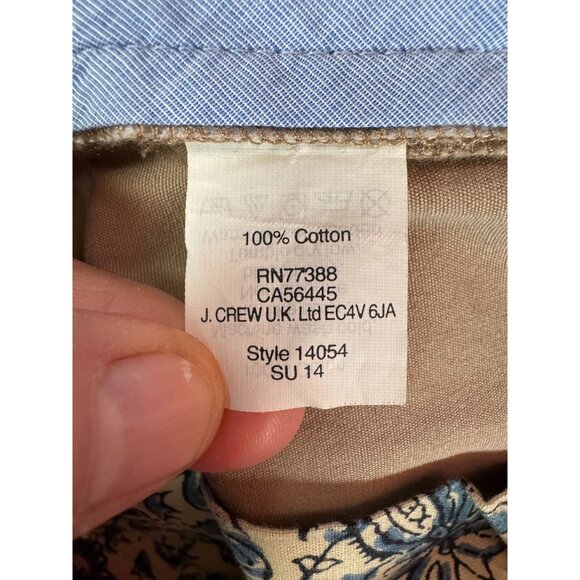 100% Cotton
RN77388
CA56445
J. CREW U.K. Ltd EC4V 6JA
Style 14054
SU 14